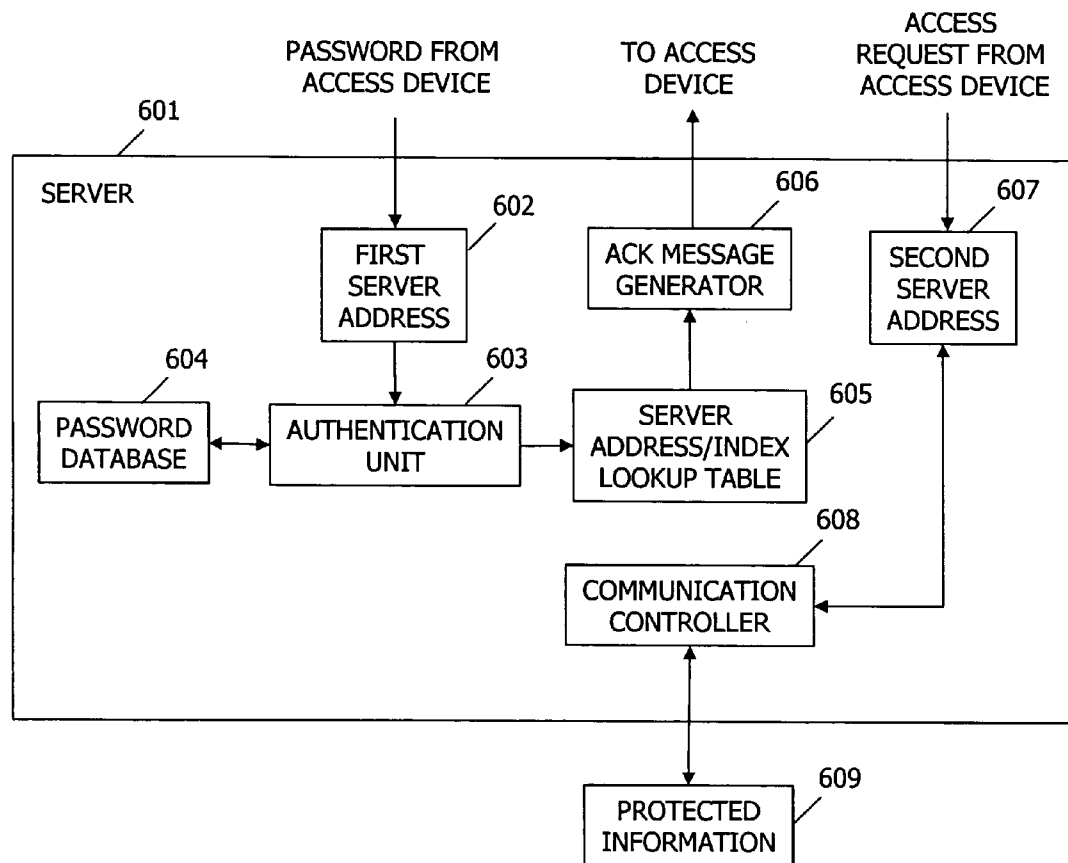 PASSWORD FROM
ACCESS DEVICE
TO ACCESS
DEVICE
ACCESS
REQUEST FROM
ACCESS DEVICE
601
SERVER
602
FIRST
SERVER
ADDRESS
606
ACK MESSAGE
GENERATOR
607
SECOND
SERVER
ADDRESS
604
PASSWORD
DATABASE
603
AUTHENTICATION
UNIT
605
SERVER
ADDRESS/INDEX
LOOKUP TABLE
608
COMMUNICATION
CONTROLLER
609
PROTECTED
INFORMATION